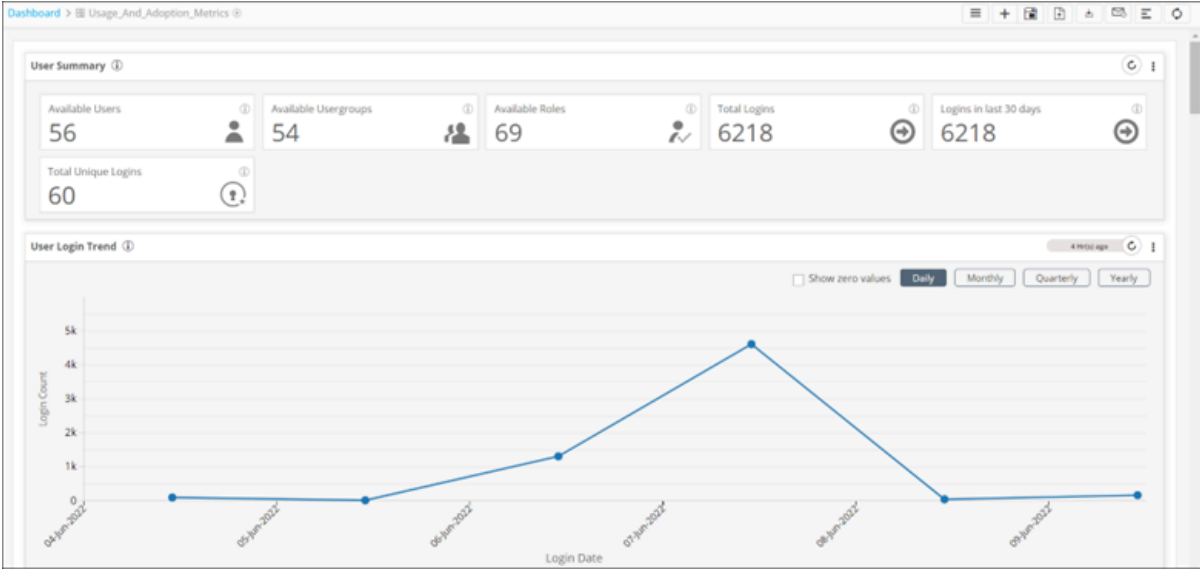 Dashboard > Usage_And_Adoption_Metrics
User Summary
Available Users
56
Available Usergroups
54
Available Roles
69
Total Logins
6218
Logins in last 30 days
6218
Total Unique Logins
60
User Login Trend
4 Hr(s) ago
Show zero values
Daily
Monthly
Quarterly
Yearly
Login Count
5k
4k
3k
2k
1k
0
04-Jun-2022
05-Jun-2022
06-Jun-2022
07-Jun-2022
08-Jun-2022
09-Jun-2022
Login Date